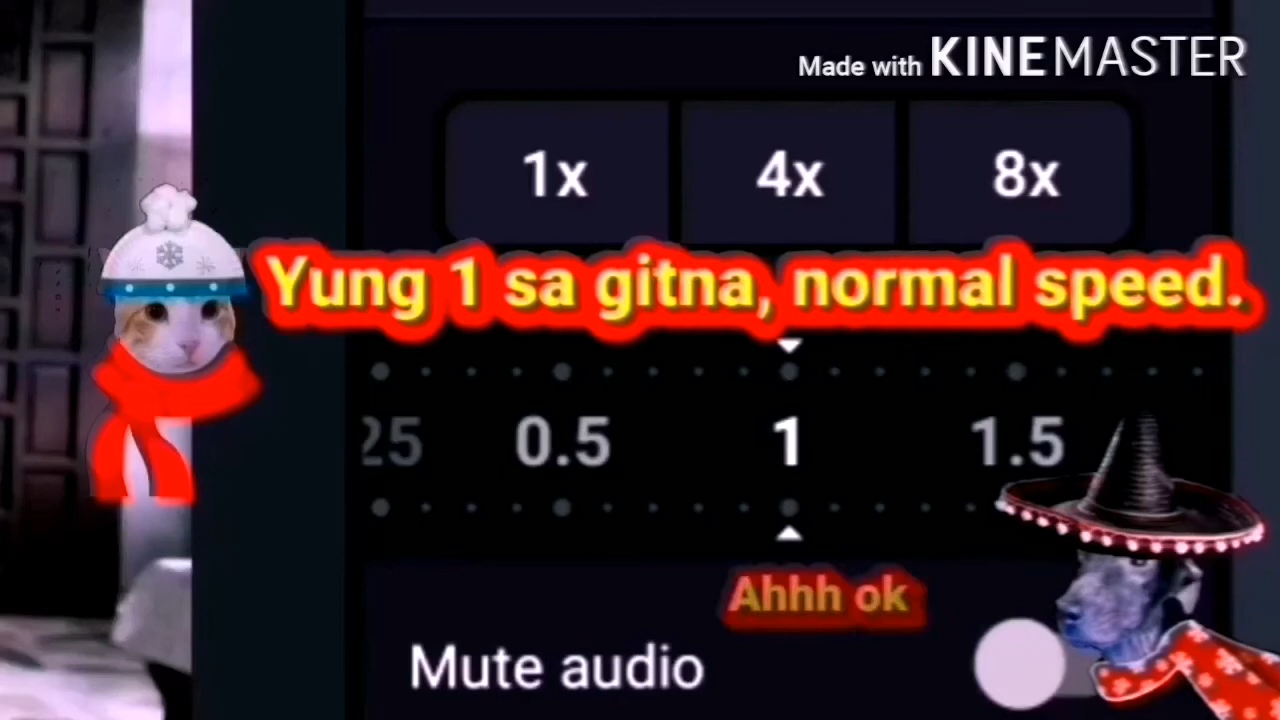 Made with KINEMASTER
1x 4x 8x
Yung 1 sa gitna, normal speed.
25 0.5 1 1.5
Ahhh ok
Mute audio